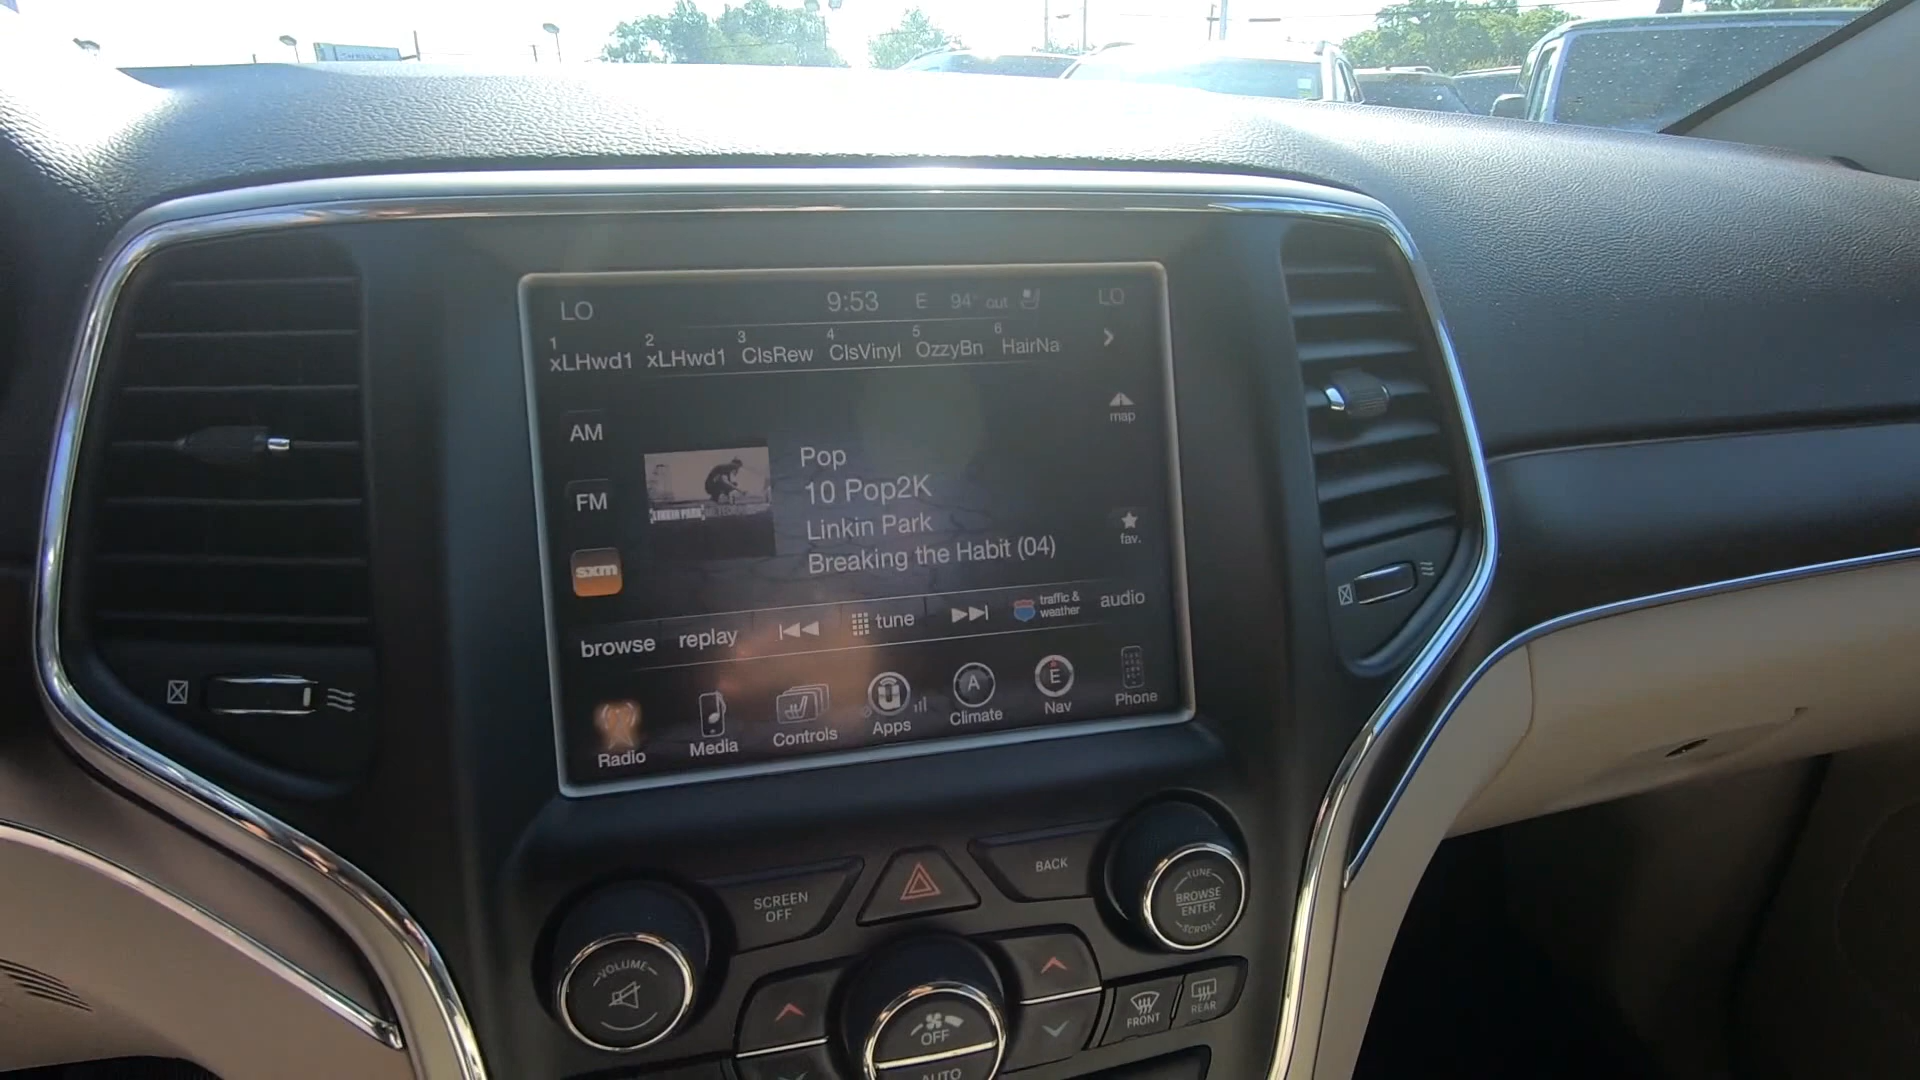 LO 9:53 E 94° out LO
1 2 3 4 5 6
xLHwd1 xLHwd1 ClsRew ClsVinyl OzzyBn HairNa
map
AM
Pop
FM
10 Pop2K
LINKIN PARK
Linkin Park
fav.
sxm
Breaking the Habit (04)
browse replay tune traffic & weather audio
Radio Media Controls Apps Climate Nav Phone
A
E
SCREEN
OFF
BACK
TUNE
BROWSE
ENTER
SCROLL
VOLUME
OFF
AUTO
FRONT
REAR